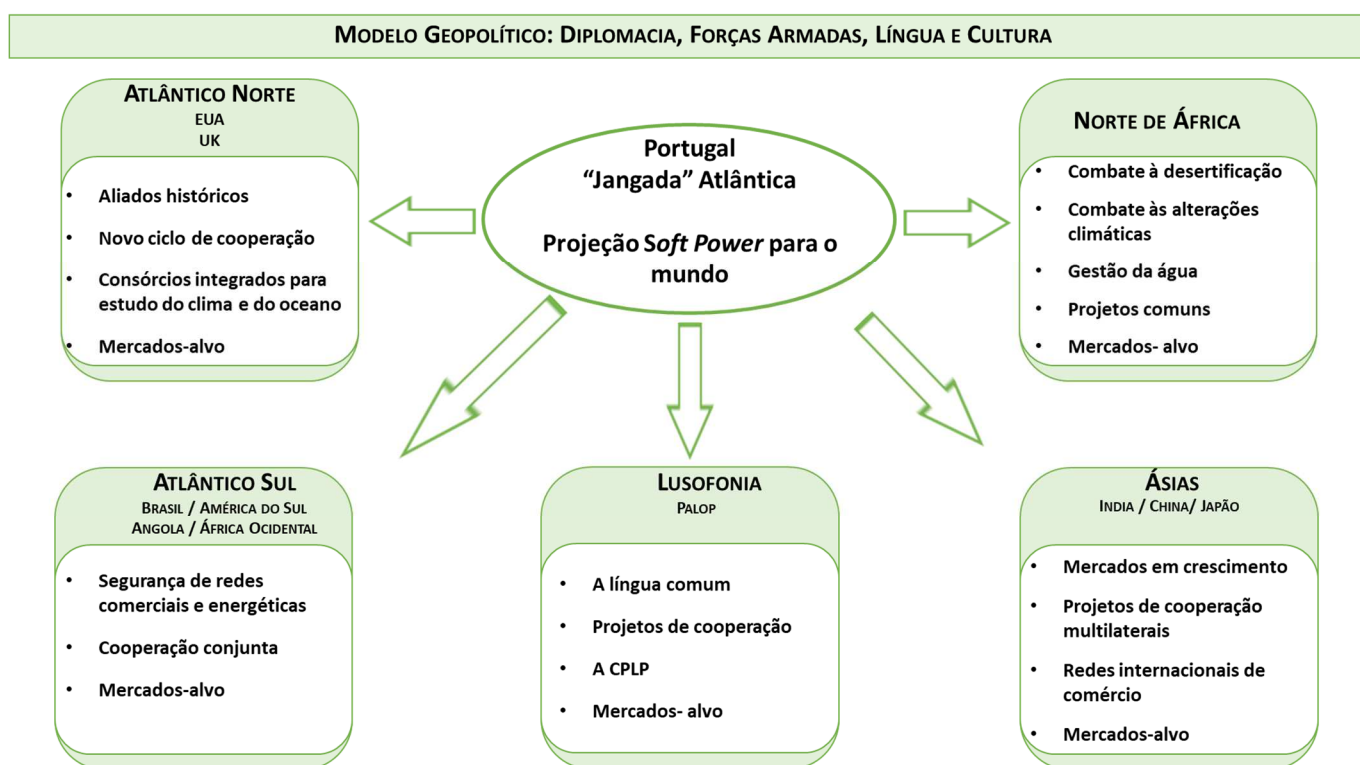 MODELO GEOPOLÍTICO: DIPLOMACIA, FORÇAS ARMADAS, LÍNGUA E CULTURA
ATLÂNTICO NORTE
EUA
UK
• Aliados históricos
• Novo ciclo de cooperação
• Consórcios integrados para
estudo do clima e do oceano
• Mercados-alvo
Portugal
“Jangada” Atlântica
Projeção Soft Power para o
mundo
NORTE DE ÁFRICA
• Combate à desertificação
• Combate às alterações
climáticas
• Gestão da água
• Projetos comuns
• Mercados- alvo
ATLÂNTICO SUL
BRASIL / AMÉRICA DO SUL
ANGOLA / ÁFRICA OCIDENTAL
• Segurança de redes
comerciais e energéticas
• Cooperação conjunta
• Mercados-alvo
LUSOFONIA
PALOP
• A língua comum
• Projetos de cooperação
• A CPLP
• Mercados- alvo
ÁSIAS
INDIA / CHINA/ JAPÃO
• Mercados em crescimento
• Projetos de cooperação
multilaterais
• Redes internacionais de
comércio
• Mercados-alvo